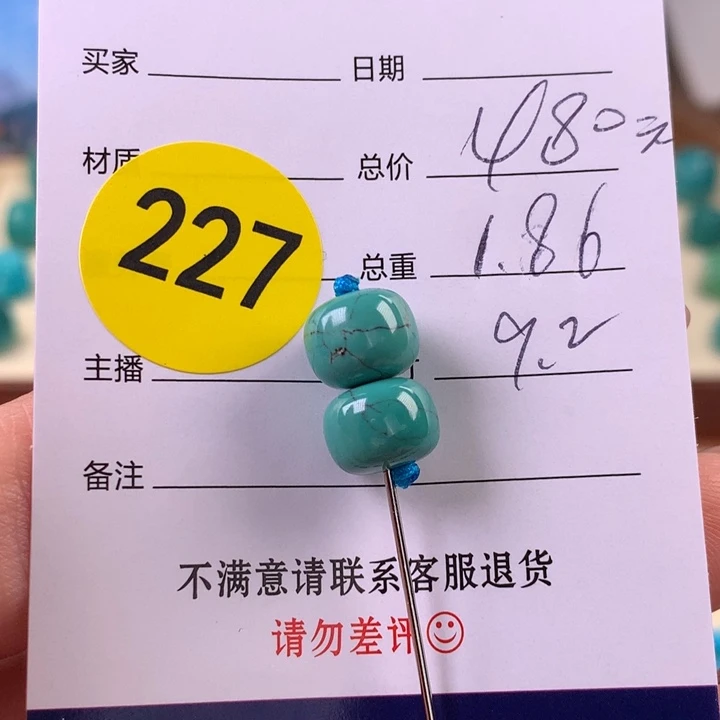 买家 日期
材质 总价 480元
227
总重 1.86
主播 9.2
备注
不满意请联系客服退货
请勿差评